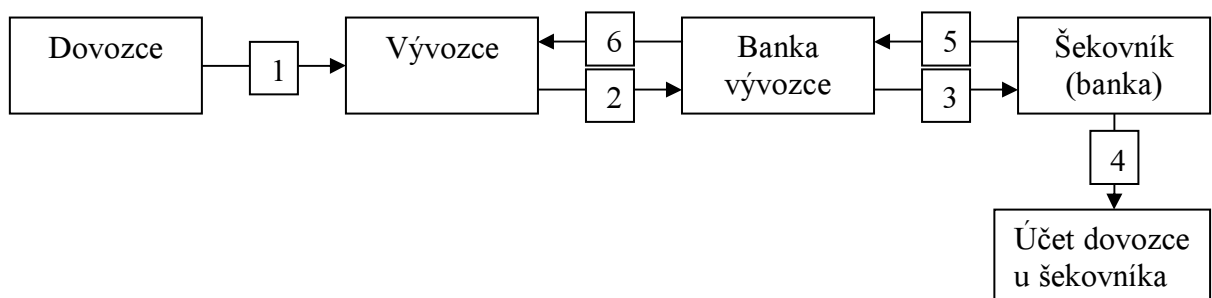 Dovozce
1
Vývozce
6
2
Banka
vývozce
5
3
Šekovník
(banka)
4
Účet dovozce
u šekovníka